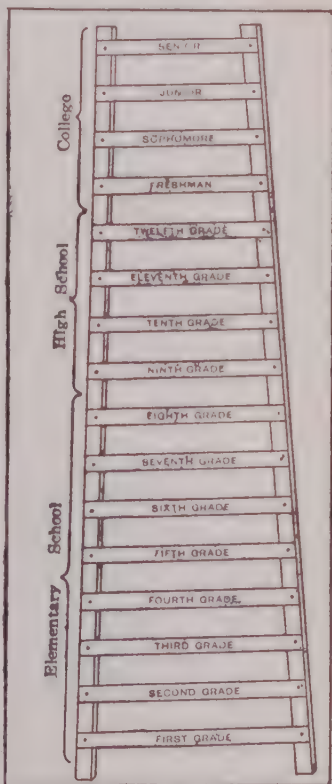 SENIOR
JUNIOR
SOPHOMORE
FRESHMAN
TWELFTH GRADE
ELEVENTH GRADE
TENTH GRADE
NINTH GRADE
EIGHTH GRADE
SEVENTH GRADE
SIXTH GRADE
FIFTH GRADE
FOURTH GRADE
THIRD GRADE
SECOND GRADE
FIRST GRADE
College
High School
Elementary School